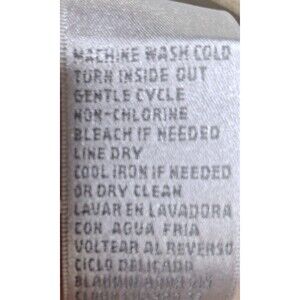 MACHINE WASH COLD
TURN INSIDE OUT
GENTLE CYCLE
NON-CHLORINE
BLEACH IF NEEDED
LINE DRY
COOL IRON IF NEEDED
OR DRY CLEAN
LAVAR EN LAVADORA
CON AGUA FRIA
VOLTEAR AL REVERSO
CICLO DELICADO